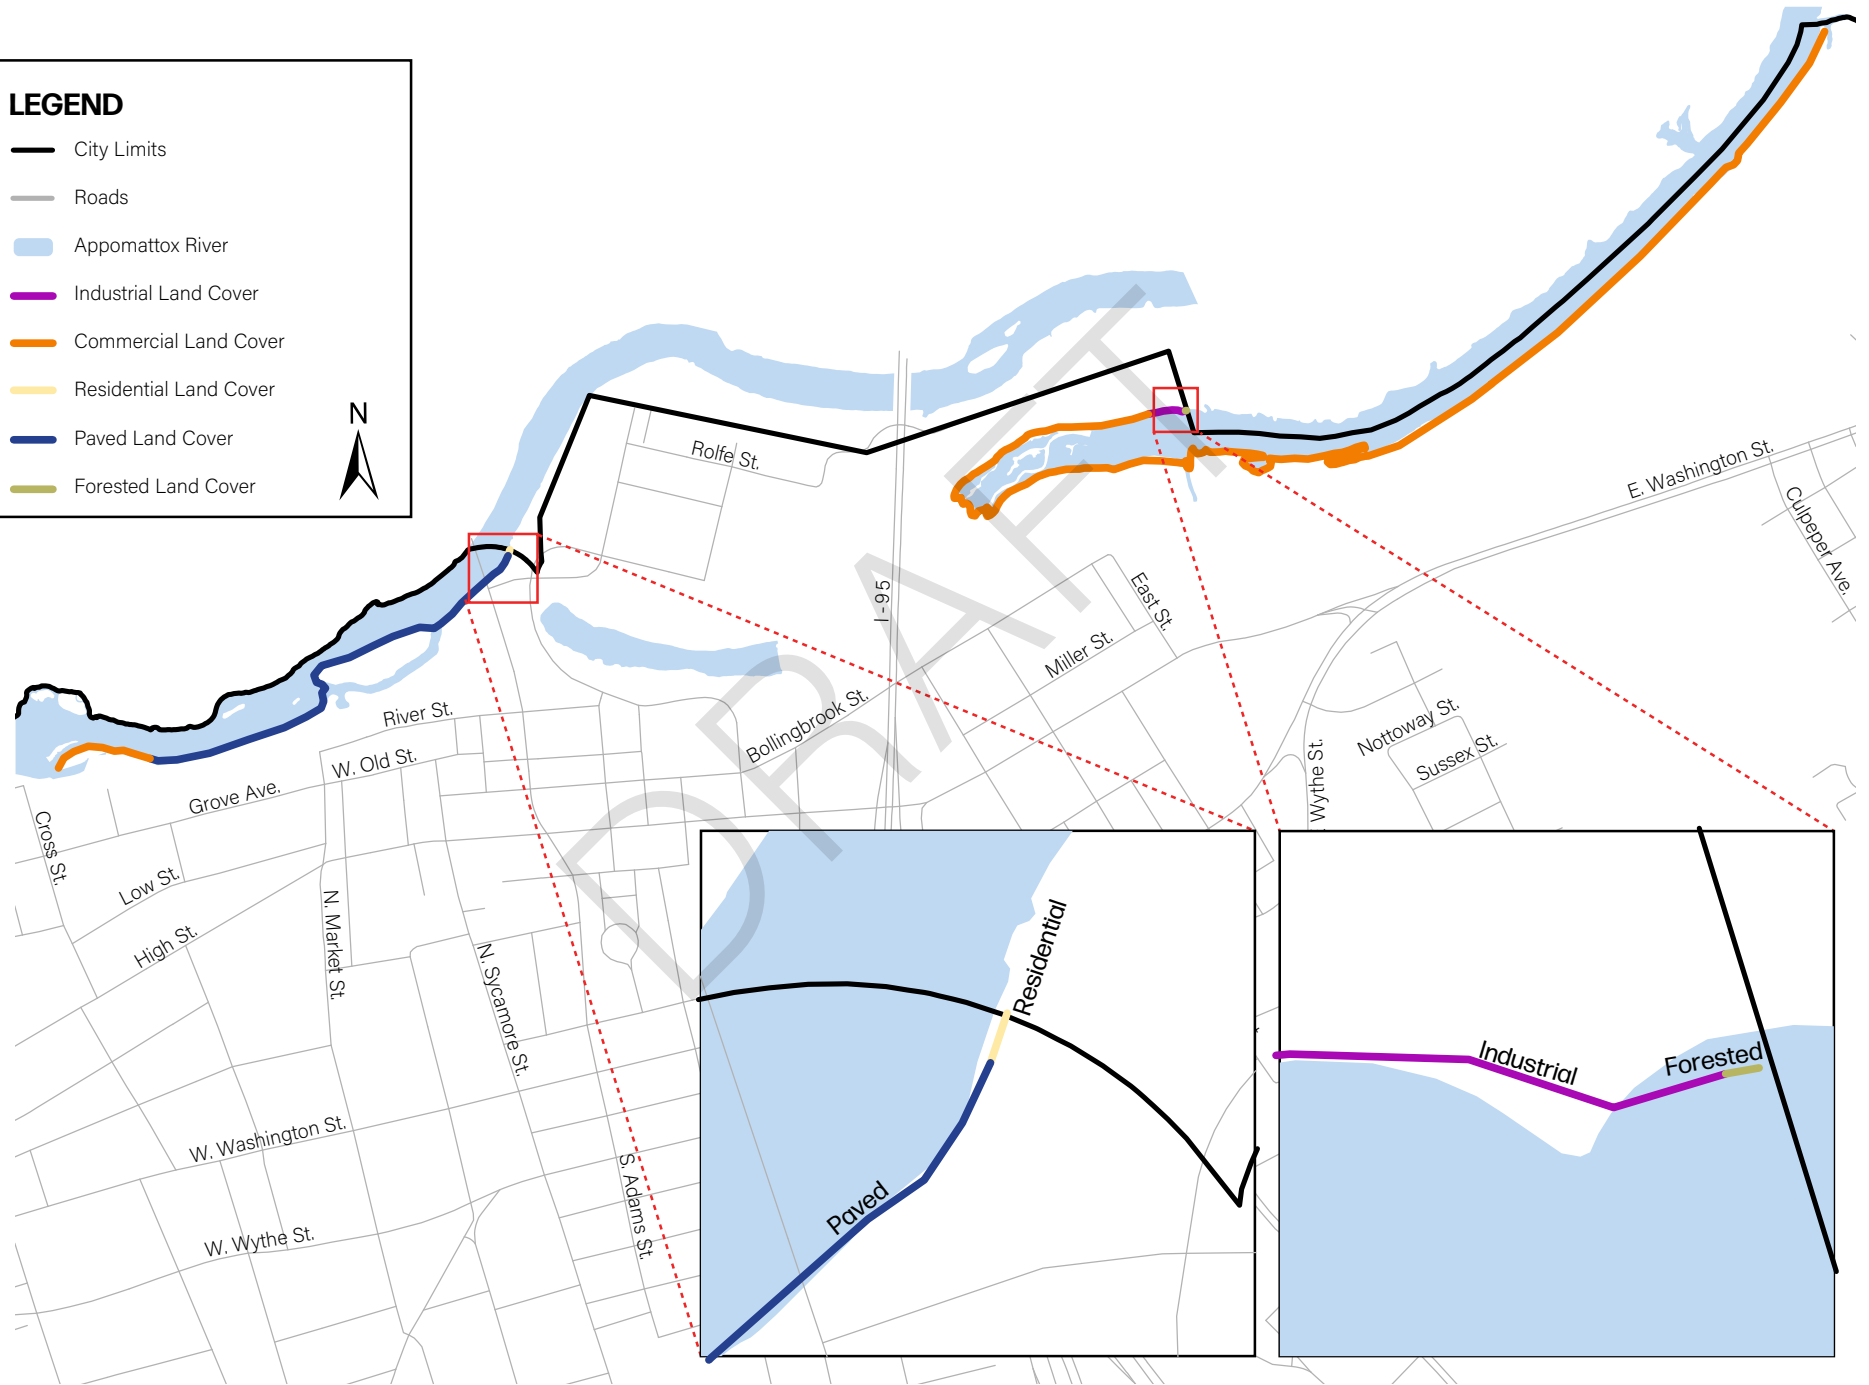 LEGEND
City Limits
Roads
Appomattox River
Industrial Land Cover
Commercial Land Cover
Residential Land Cover
Paved Land Cover
Forested Land Cover
N
DRAFT
Rolfe St.
I-95
E. Washington St.
Culpeper Ave.
East St.
Miller St.
Bollingbrook St.
River St.
W. Old St.
Grove Ave.
Cross St.
Low St.
High St.
N. Market St.
N. Sycamore St.
Nottoway St.
Sussex St.
Wythe St.
W. Washington St.
W. Wythe St.
S. Adams St.
Residential
Paved
Industrial
Forested